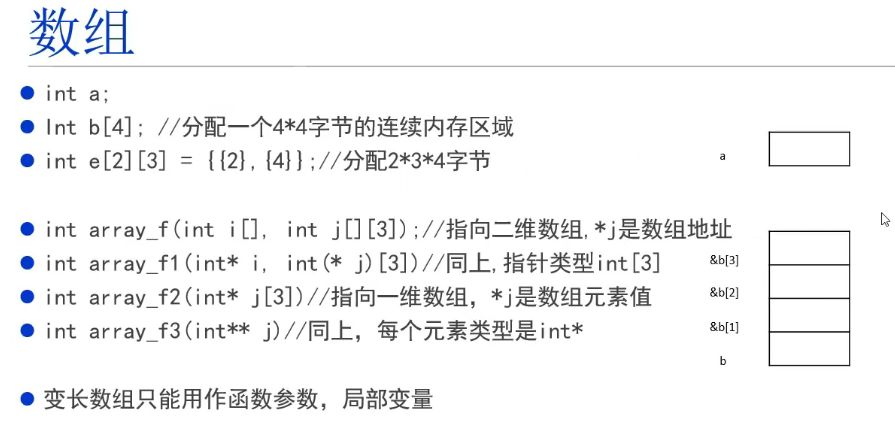 数组
int a;
Int b[4]; //分配一个4*4字节的连续内存区域
int e[2][3] = {{2},{4}};//分配2*3*4字节
a
int array_f(int i[], int j[][3]);//指向二维数组,*j是数组地址
int array_f1(int* i, int(* j)[3])//同上,指针类型int[3]
&b[3]
int array_f2(int* j[3])//指向一维数组，*j是数组元素值
&b[2]
int array_f3(int** j)//同上，每个元素类型是int*
&b[1]
b
变长数组只能用作函数参数，局部变量